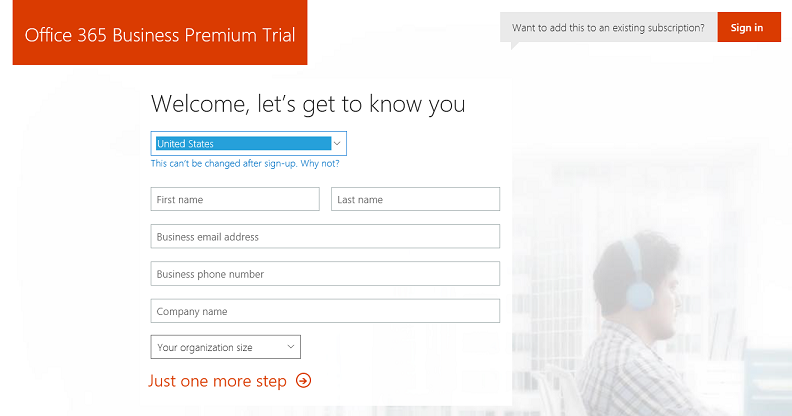 Office 365 Business Premium Trial
Want to add this to an existing subscription?
Sign in
Welcome, let's get to know you
United States
This can't be changed after sign-up. Why not?
First name
Last name
Business email address
Business phone number
Company name
Your organization size
Just one more step